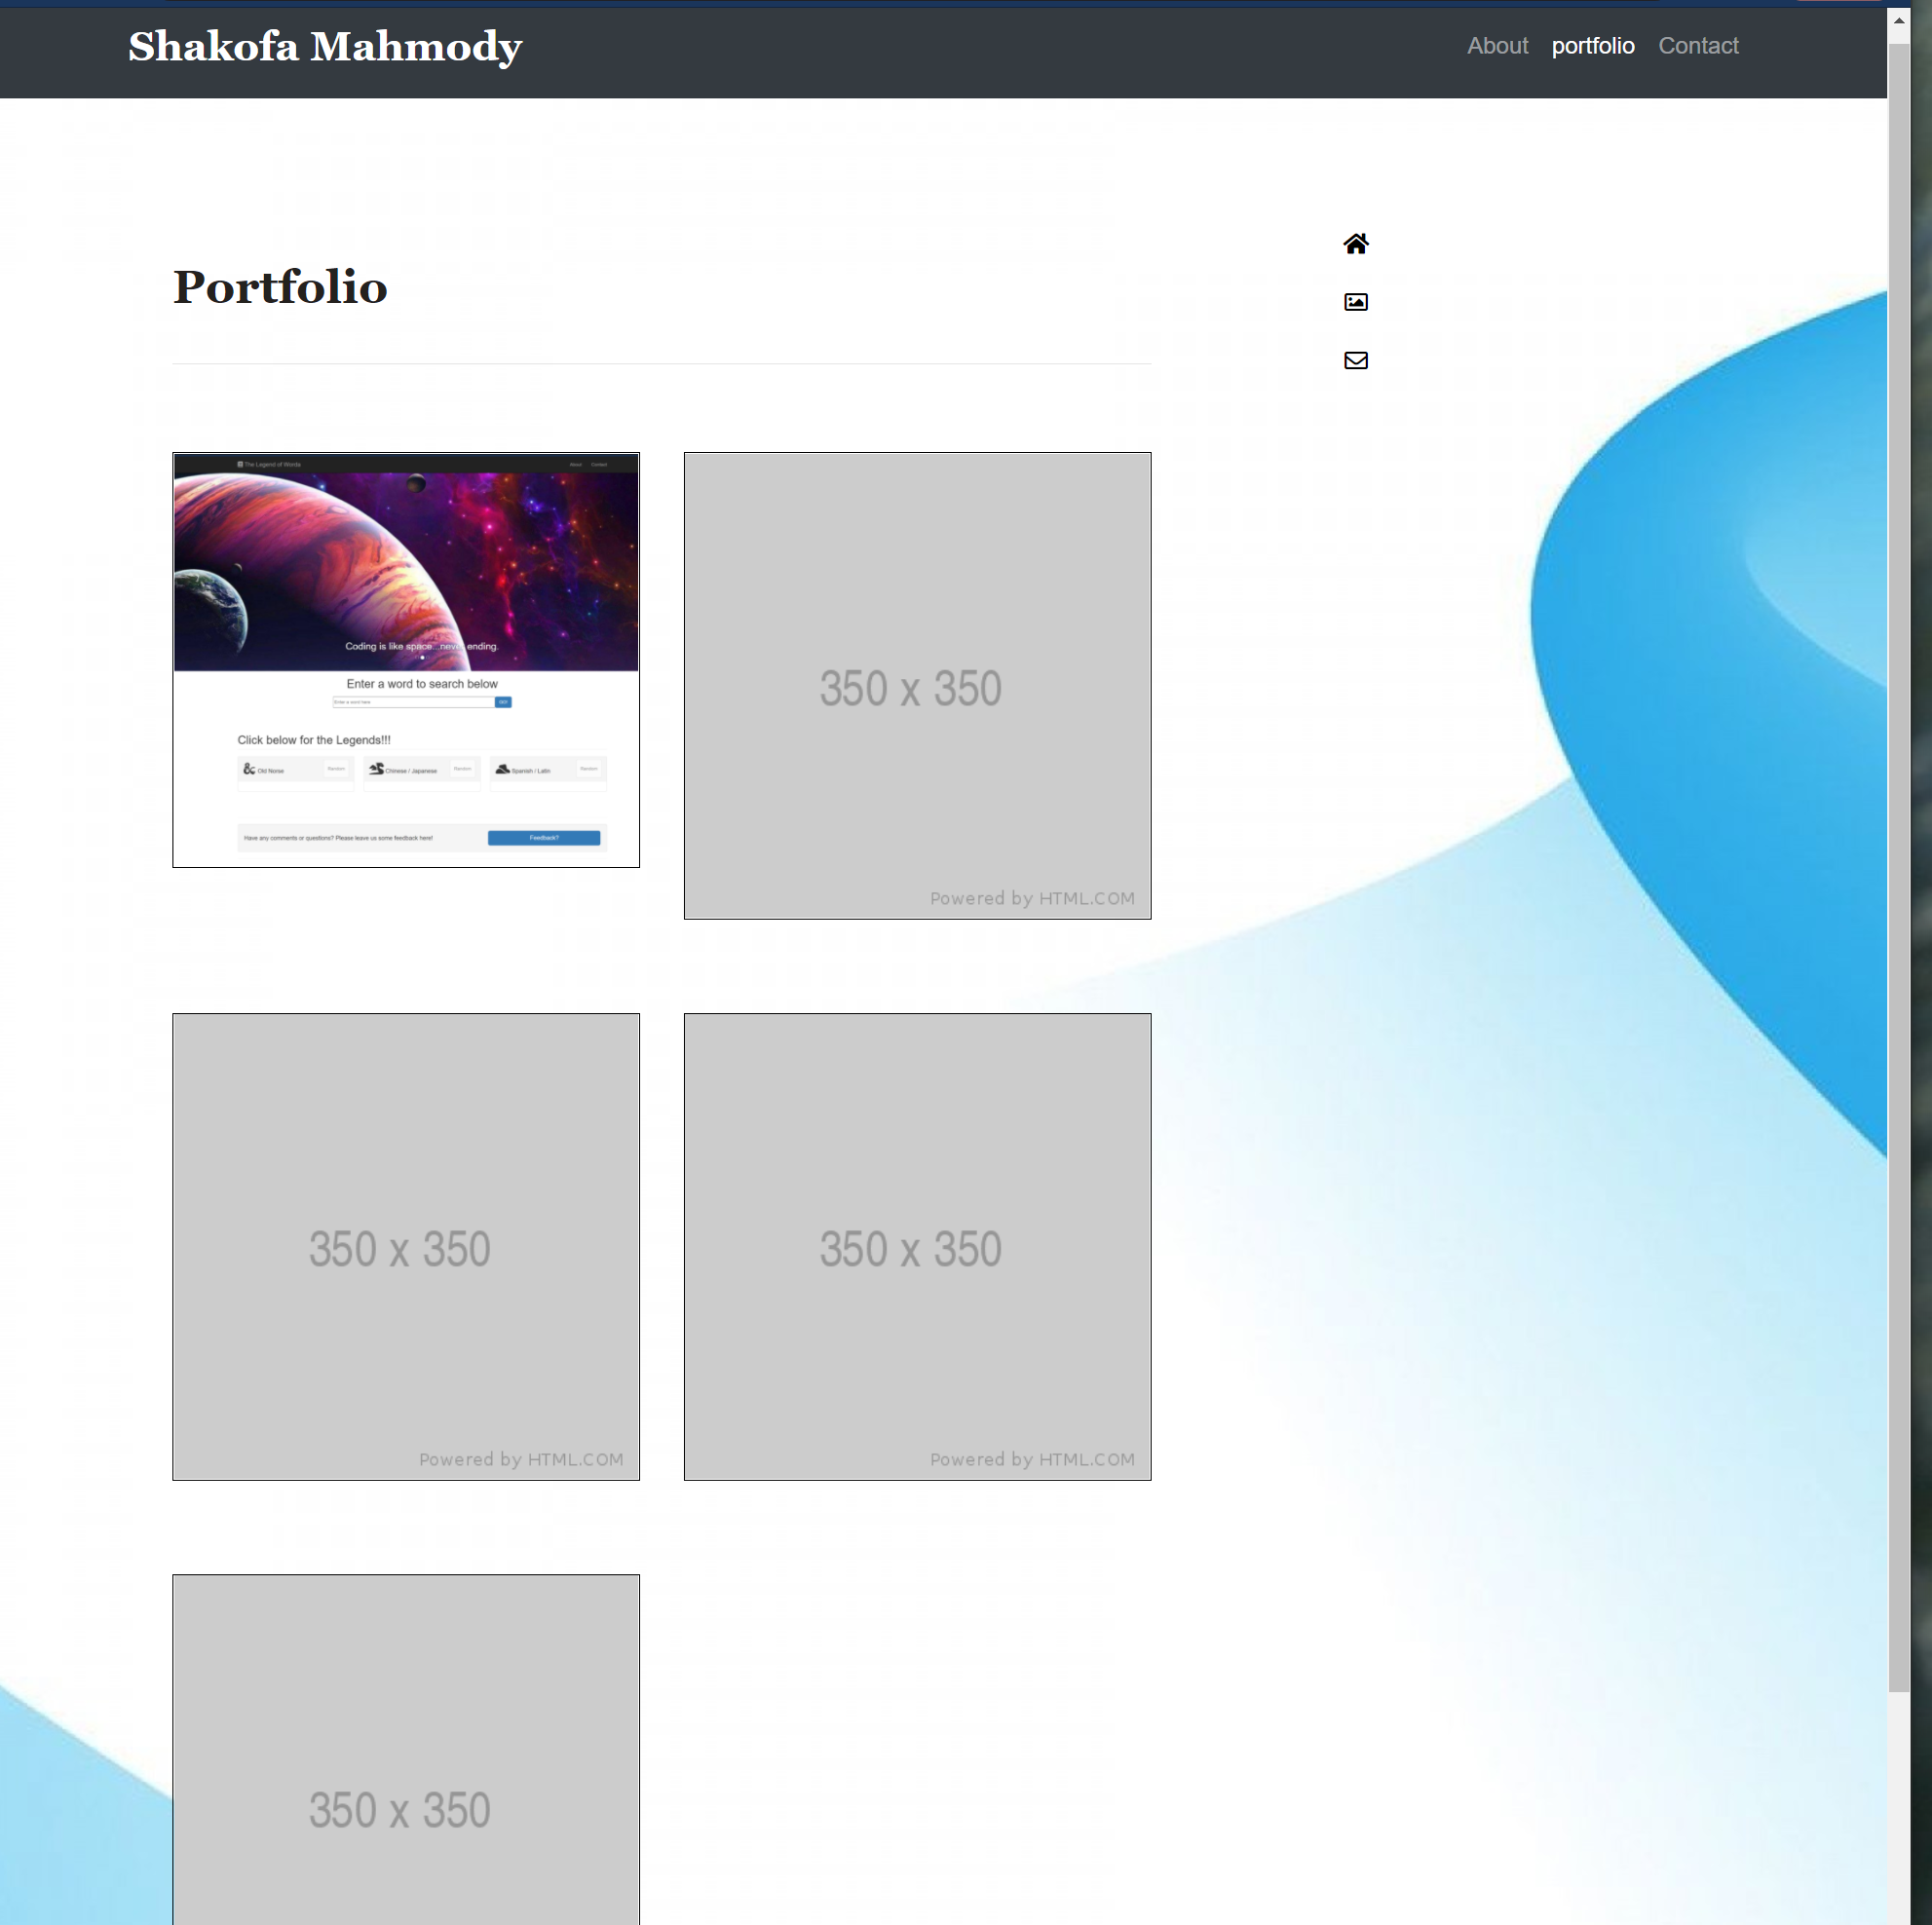 Shakofa Mahmody
About portfolio Contact
Portfolio
The Legend of Words
About Contact
Coding is like space...never ending.
Enter a word to search below
Enter a word here
GO!
Click below for the Legends!!!
Old Norse Random
Chinese / Japanese Random
Spanish / Latin Random
Have any comments or questions? Please leave us some feedback here!
Feedback?
350 x 350
Powered by HTML.COM
350 x 350
Powered by HTML.COM
350 x 350
Powered by HTML.COM
350 x 350